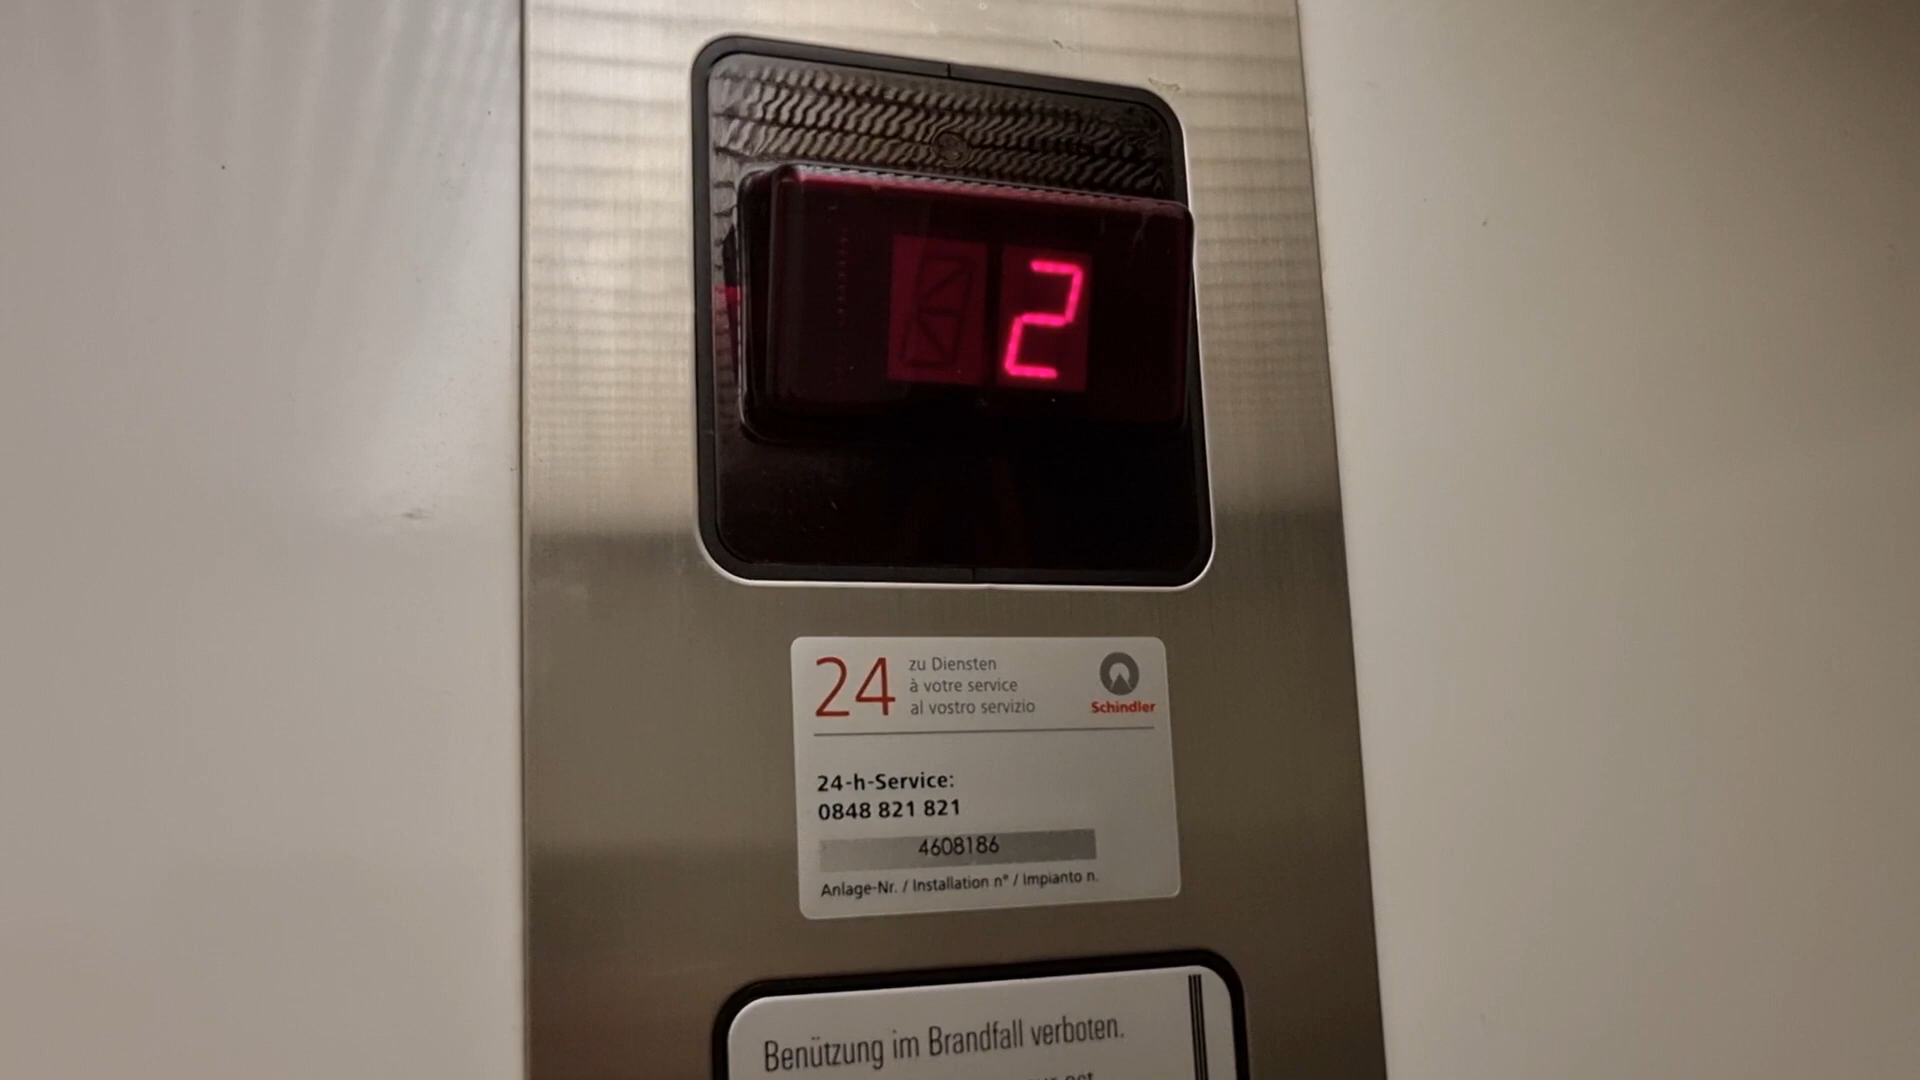 2
24
zu Diensten
à votre service
al vostro servizio
Schindler
24-h-Service:
0848 821 821
4608186
Anlage-Nr. / Installation n° / Impianto n.
Benützung im Brandfall verboten.